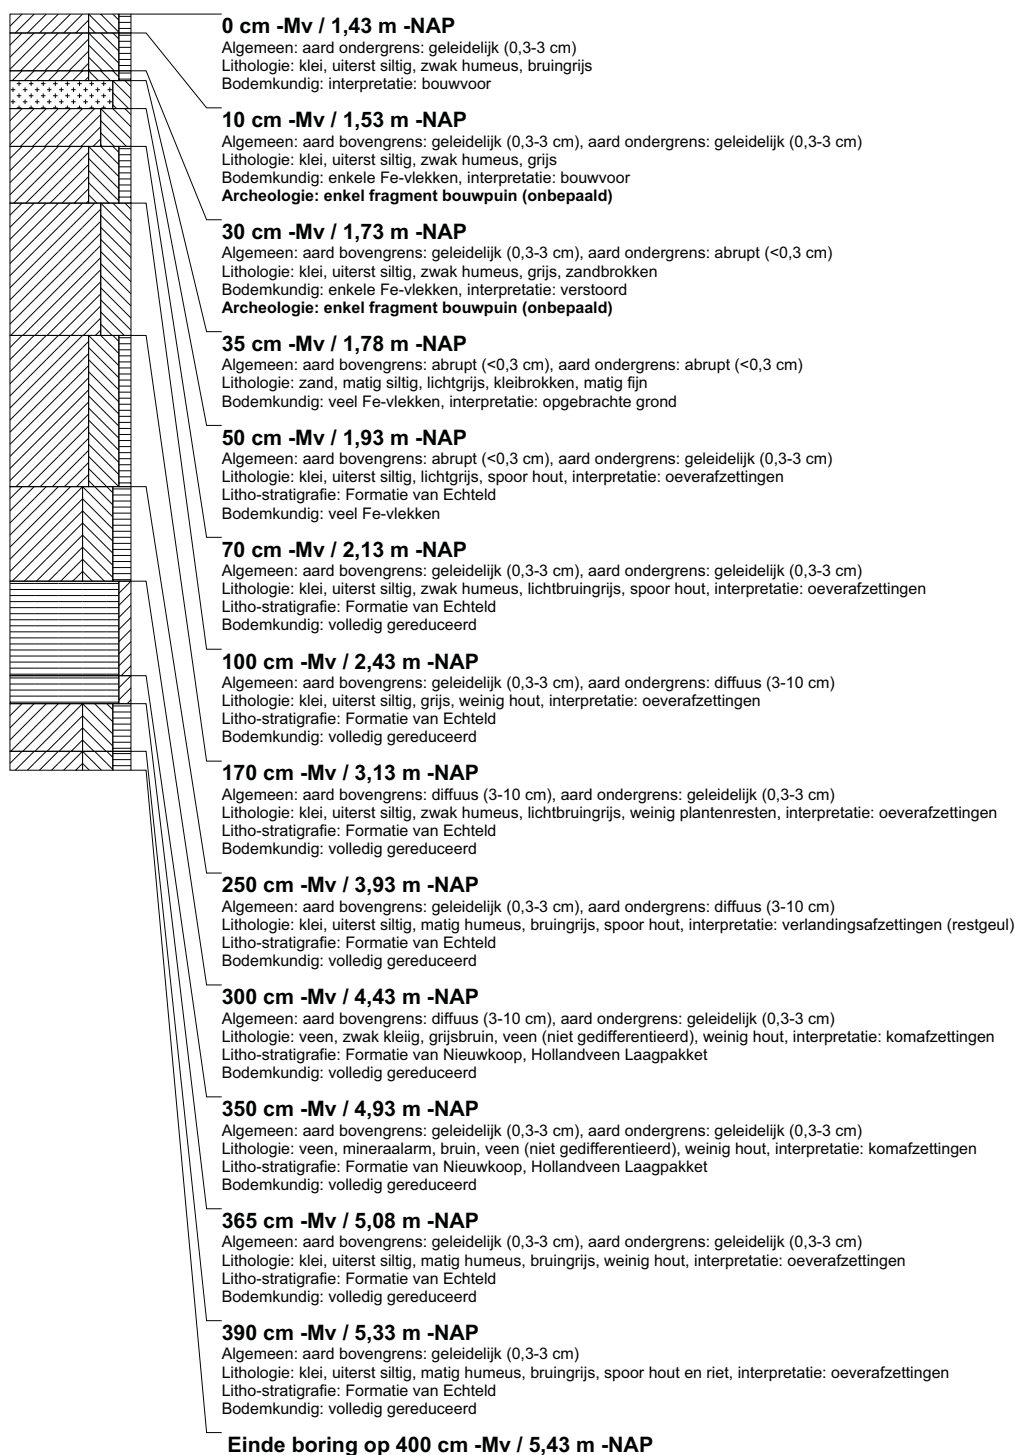 0 cm -Mv / 1,43 m -NAP
Algemeen: aard ondergrens: geleidelijk (0,3-3 cm)
Lithologie: klei, uiterst siltig, zwak humeus, bruingrijs
Bodemkundig: interpretatie: bouwvoor
10 cm -Mv / 1,53 m -NAP
Algemeen: aard bovengrens: geleidelijk (0,3-3 cm), aard ondergrens: geleidelijk (0,3-3 cm)
Lithologie: klei, uiterst siltig, zwak humeus, grijs
Bodemkundig: enkele Fe-vlekken, interpretatie: bouwvoor
Archeologie: enkel fragment bouwpuin (onbepaald)
30 cm -Mv / 1,73 m -NAP
Algemeen: aard bovengrens: geleidelijk (0,3-3 cm), aard ondergrens: abrupt (<0,3 cm)
Lithologie: klei, uiterst siltig, zwak humeus, grijs, zandbrokken
Bodemkundig: enkele Fe-vlekken, interpretatie: verstoord
Archeologie: enkel fragment bouwpuin (onbepaald)
35 cm -Mv / 1,78 m -NAP
Algemeen: aard bovengrens: abrupt (<0,3 cm), aard ondergrens: abrupt (<0,3 cm)
Lithologie: zand, matig siltig, lichtgrijs, kleibrokken, matig fijn
Bodemkundig: veel Fe-vlekken, interpretatie: opgebrachte grond
50 cm -Mv / 1,93 m -NAP
Algemeen: aard bovengrens: abrupt (<0,3 cm), aard ondergrens: geleidelijk (0,3-3 cm)
Lithologie: klei, uiterst siltig, lichtgrijs, spoor hout, interpretatie: oeverafzettingen
Litho-stratigrafie: Formatie van Echteld
Bodemkundig: veel Fe-vlekken
70 cm -Mv / 2,13 m -NAP
Algemeen: aard bovengrens: geleidelijk (0,3-3 cm), aard ondergrens: geleidelijk (0,3-3 cm)
Lithologie: klei, uiterst siltig, zwak humeus, lichtbruingrijs, spoor hout, interpretatie: oeverafzettingen
Litho-stratigrafie: Formatie van Echteld
Bodemkundig: volledig gereduceerd
100 cm -Mv / 2,43 m -NAP
Algemeen: aard bovengrens: geleidelijk (0,3-3 cm), aard ondergrens: diffuus (3-10 cm)
Lithologie: klei, uiterst siltig, grijs, weinig hout, interpretatie: oeverafzettingen
Litho-stratigrafie: Formatie van Echteld
Bodemkundig: volledig gereduceerd
170 cm -Mv / 3,13 m -NAP
Algemeen: aard bovengrens: diffuus (3-10 cm), aard ondergrens: geleidelijk (0,3-3 cm)
Lithologie: klei, uiterst siltig, zwak humeus, lichtbruingrijs, weinig plantenresten, interpretatie: oeverafzettingen
Litho-stratigrafie: Formatie van Echteld
Bodemkundig: volledig gereduceerd
250 cm -Mv / 3,93 m -NAP
Algemeen: aard bovengrens: geleidelijk (0,3-3 cm), aard ondergrens: diffuus (3-10 cm)
Lithologie: klei, uiterst siltig, matig humeus, bruingrijs, spoor hout, interpretatie: verlandingsafzettingen (restgeul)
Litho-stratigrafie: Formatie van Echteld
Bodemkundig: volledig gereduceerd
300 cm -Mv / 4,43 m -NAP
Algemeen: aard bovengrens: diffuus (3-10 cm), aard ondergrens: geleidelijk (0,3-3 cm)
Lithologie: veen, zwak kleiig, grijsbruin, veen (niet gedifferentieerd), weinig hout, interpretatie: komafzettingen
Litho-stratigrafie: Formatie van Nieuwkoop, Hollandveen Laagpakket
Bodemkundig: volledig gereduceerd
350 cm -Mv / 4,93 m -NAP
Algemeen: aard bovengrens: geleidelijk (0,3-3 cm), aard ondergrens: geleidelijk (0,3-3 cm)
Lithologie: veen, mineraalarm, bruin, veen (niet gedifferentieerd), weinig hout, interpretatie: komafzettingen
Litho-stratigrafie: Formatie van Nieuwkoop, Hollandveen Laagpakket
Bodemkundig: volledig gereduceerd
365 cm -Mv / 5,08 m -NAP
Algemeen: aard bovengrens: geleidelijk (0,3-3 cm), aard ondergrens: geleidelijk (0,3-3 cm)
Lithologie: klei, uiterst siltig, matig humeus, bruingrijs, weinig hout, interpretatie: oeverafzettingen
Litho-stratigrafie: Formatie van Echteld
Bodemkundig: volledig gereduceerd
390 cm -Mv / 5,33 m -NAP
Algemeen: aard bovengrens: geleidelijk (0,3-3 cm)
Lithologie: klei, uiterst siltig, matig humeus, bruingrijs, spoor hout en riet, interpretatie: oeverafzettingen
Litho-stratigrafie: Formatie van Echteld
Bodemkundig: volledig gereduceerd
Einde boring op 400 cm -Mv / 5,43 m -NAP